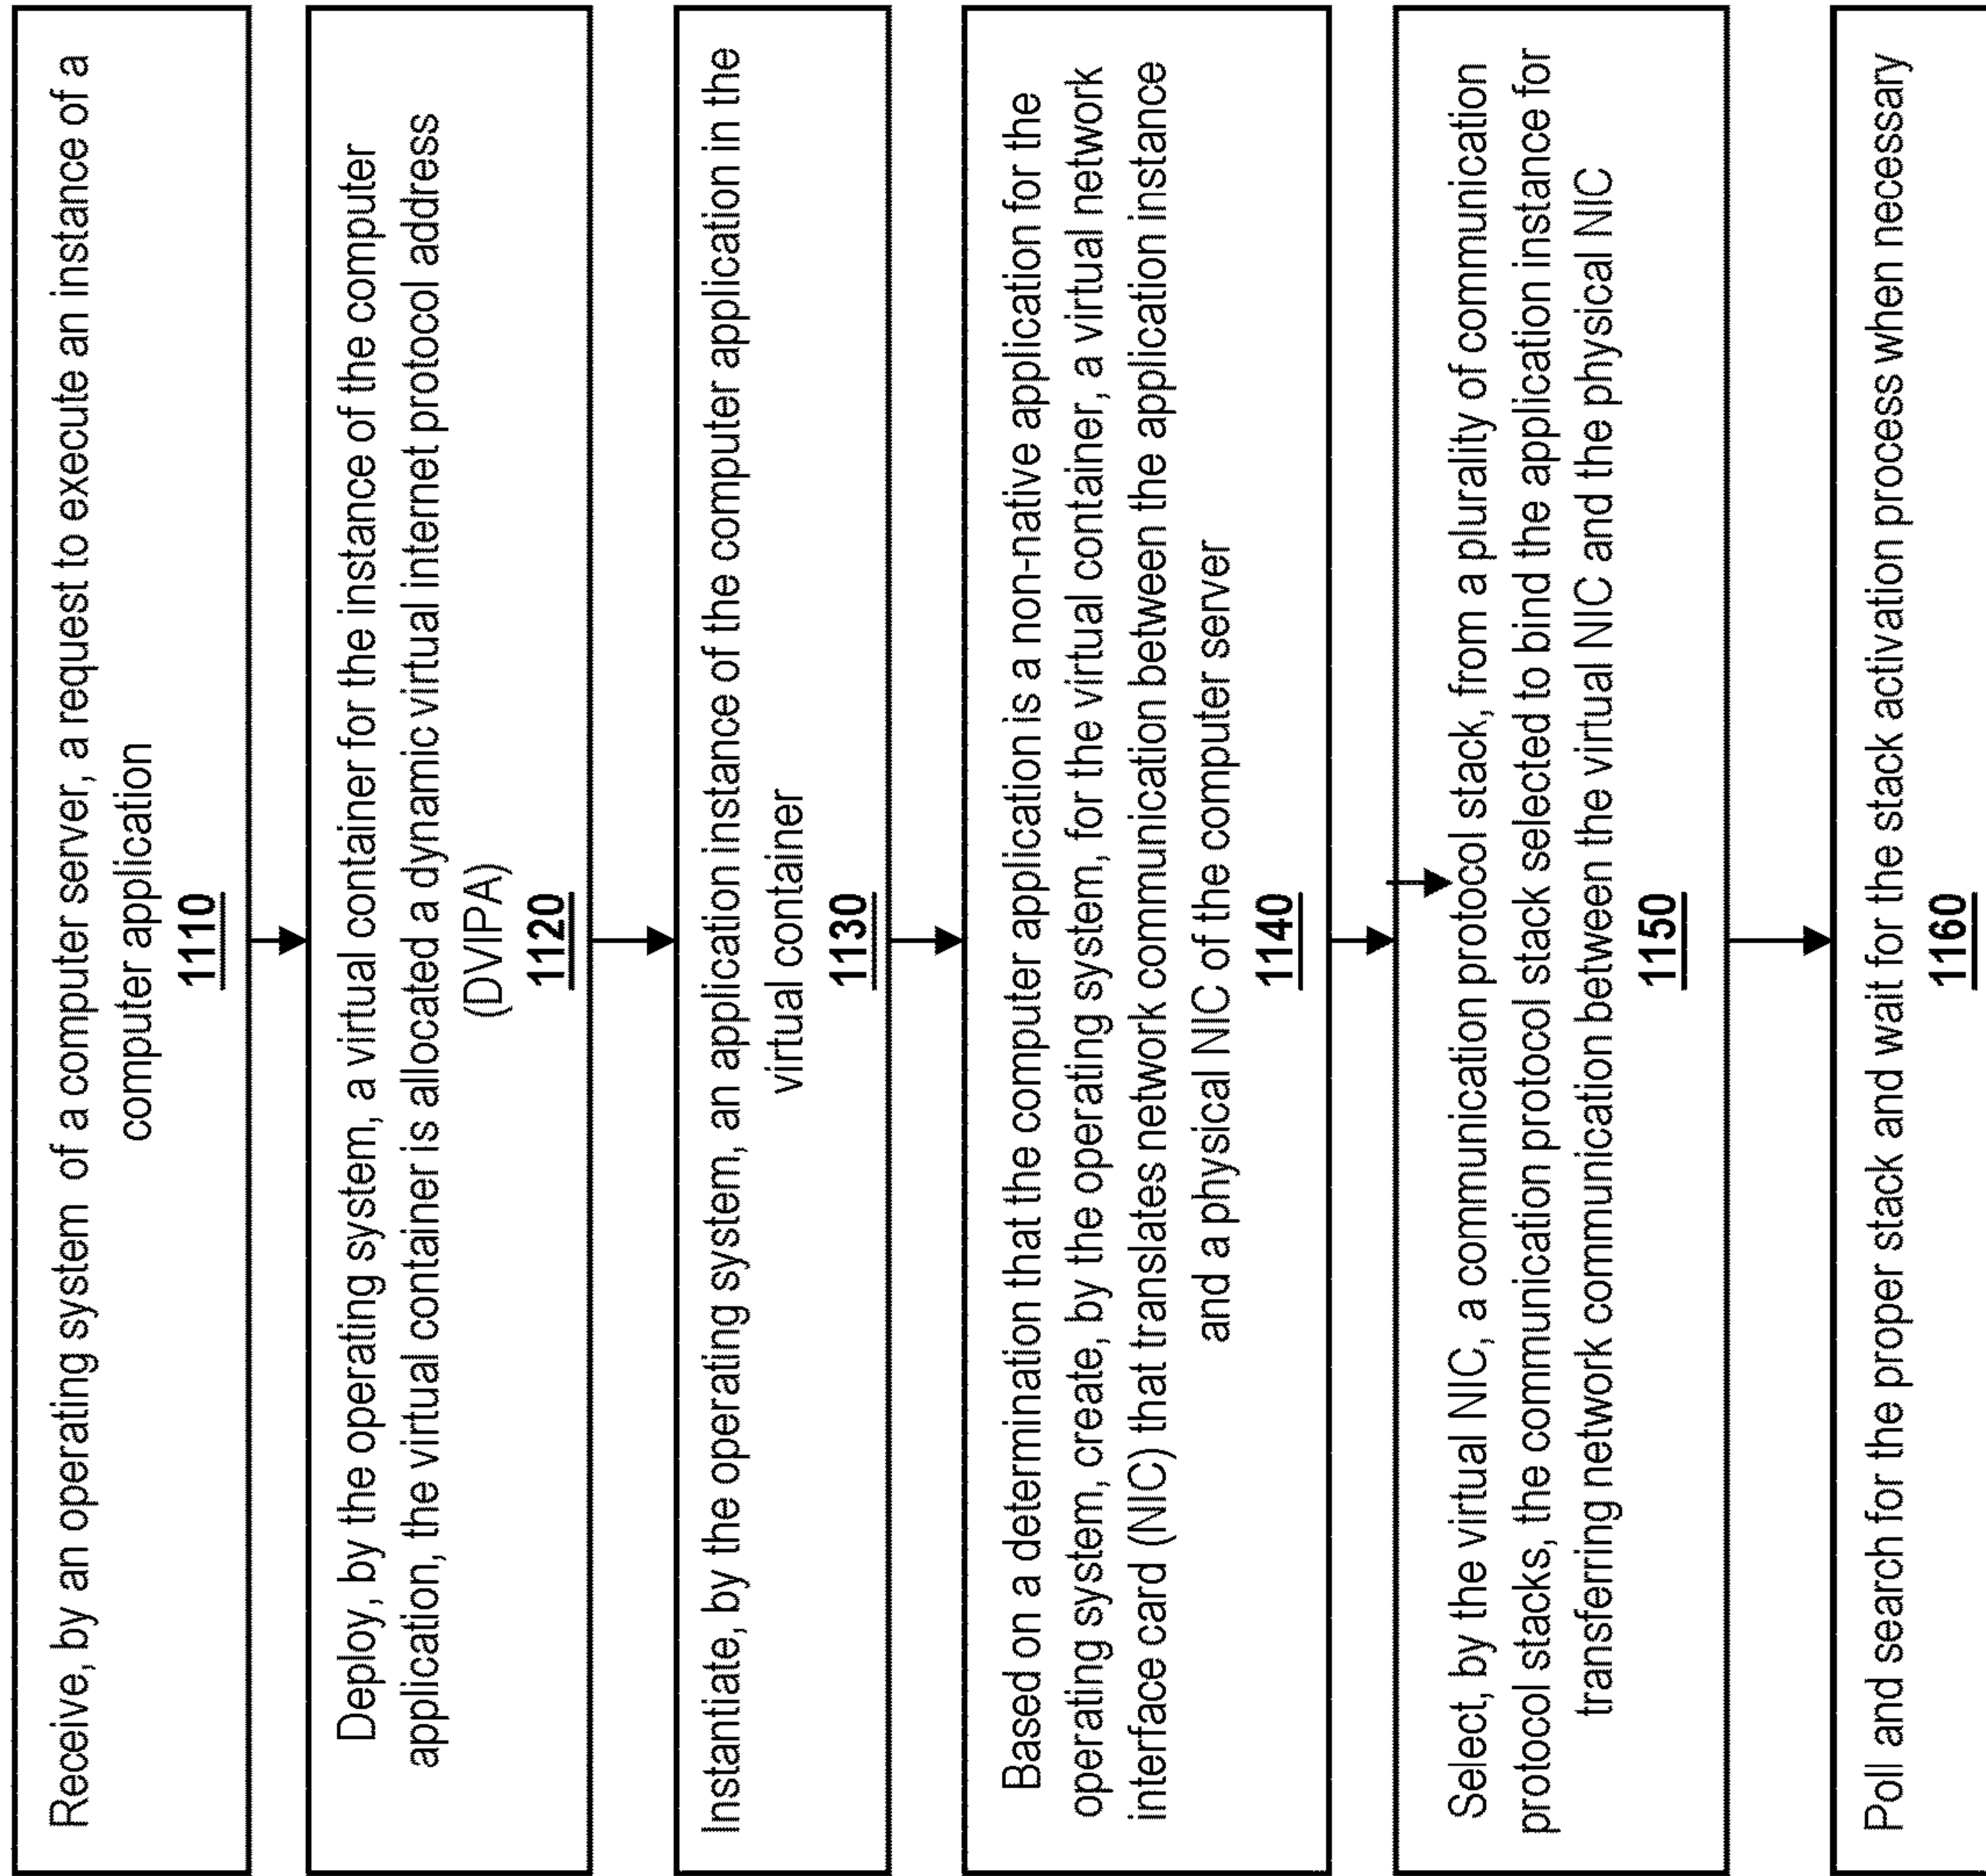 Receive, by an operating system of a computer server, a request to execute an instance of a
computer application
1110
Deploy, by the operating system, a virtual container for the instance of the computer
application, the virtual container is allocated a dynamic virtual internet protocol address
(DVIPA)
1120
Instantiate, by the operating system, an application instance of the computer application in the
virtual container
1130
Based on a determination that the computer application is a non-native application for the
operating system, create, by the operating system, for the virtual container, a virtual network
interface card (NIC) that translates network communication between the application instance
and a physical NIC of the computer server
1140
Select, by the virtual NIC, a communication protocol stack, from a plurality of communication
protocol stacks, the communication protocol stack selected to bind the application instance for
transferring network communication between the virtual NIC and the physical NIC
1150
Poll and search for the proper stack and wait for the stack activation process when necessary
1160